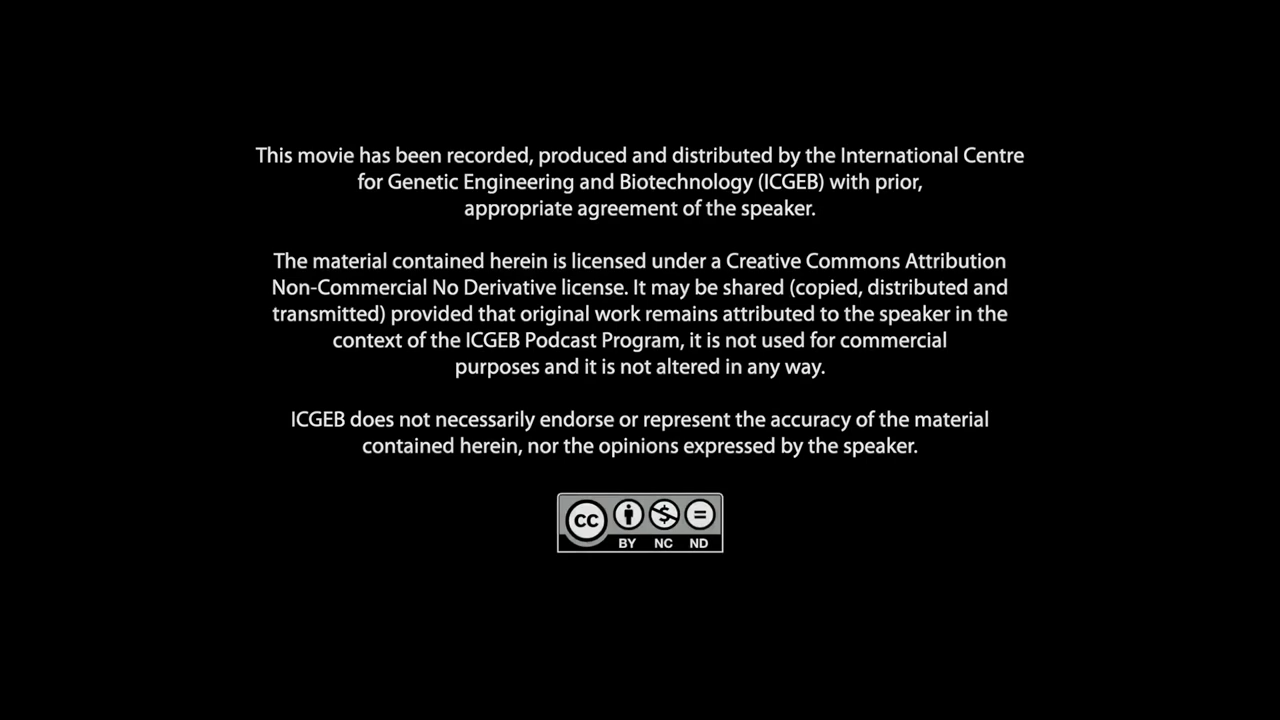 This movie has been recorded, produced and distributed by the International Centre
for Genetic Engineering and Biotechnology (ICGEB) with prior,
appropriate agreement of the speaker.
The material contained herein is licensed under a Creative Commons Attribution
Non-Commercial No Derivative license. It may be shared (copied, distributed and
transmitted) provided that original work remains attributed to the speaker in the
context of the ICGEB Podcast Program, it is not used for commercial
purposes and it is not altered in any way.
ICGEB does not necessarily endorse or represent the accuracy of the material
contained herein, nor the opinions expressed by the speaker.
cc
BY NC ND